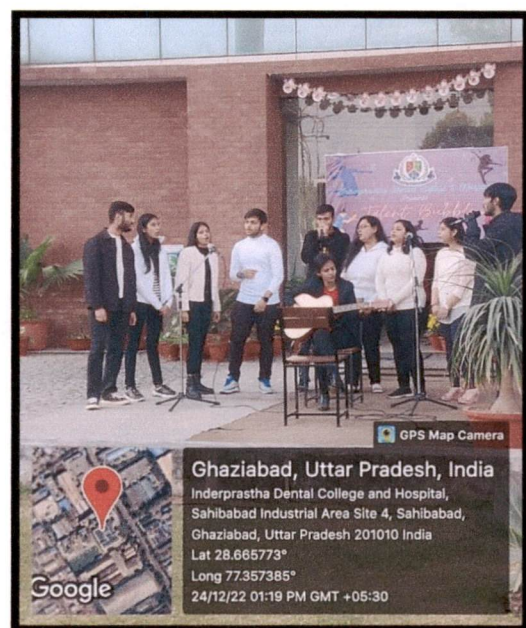 GPS Map Camera
Ghaziabad, Uttar Pradesh, India
Inderprastha Dental College and Hospital,
Sahibabad Industrial Area Site 4, Sahibabad,
Ghaziabad, Uttar Pradesh 201010 India
Lat 28.665773°
Long 77.357385°
24/12/22 01:19 PM GMT +05:30
Google